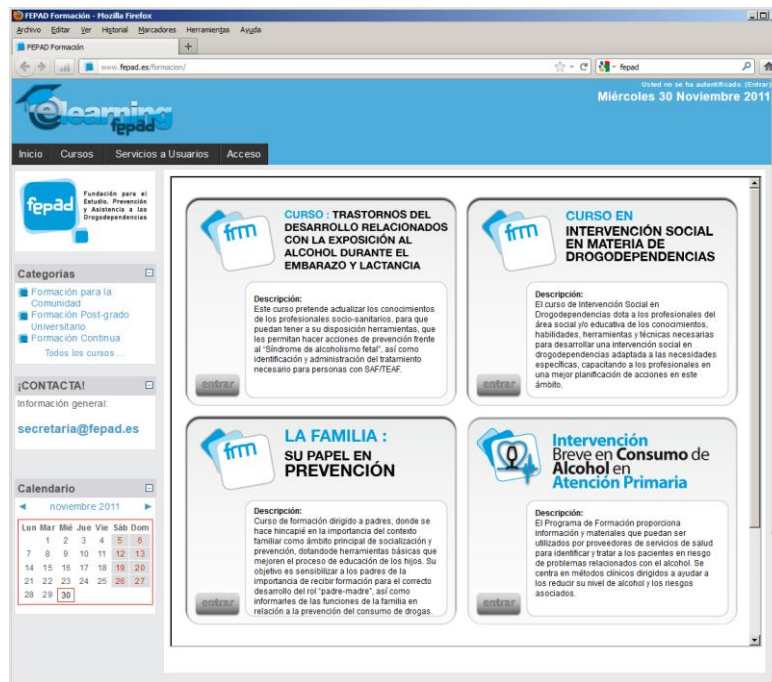 FEPAD Formación - Mozilla Firefox
Archivo Editar Ver Historial Marcadores Herramientas Ayuda
FEPAD Formación
www.fepad.es/formacion/
fepad
Usted no se ha autentificado. (Entrar)
Miércoles 30 Noviembre 2011
elearning
fepad
Inicio Cursos Servicios a Usuarios Acceso
fepad
Fundación para el
Estudio, Prevención
y Asistencia a las
Drogodependencias
Categorías
Formación para la
Comunidad
Formación Post-grado
Universitario
Formación Continua
Todos los cursos ...
¡CONTACTA!
Información general:
secretaria@fepad.es
Calendario
noviembre 2011
Lun Mar Mié Jue Vie Sáb Dom
1 2 3 4 5 6
7 8 9 10 11 12 13
14 15 16 17 18 19 20
21 22 23 24 25 26 27
28 29 30
frm
CURSO : TRASTORNOS DEL
DESARROLLO RELACIONADOS
CON LA EXPOSICIÓN AL
ALCOHOL DURANTE EL
EMBARAZO Y LACTANCIA
Descripción:
Este curso pretende actualizar los conocimientos
de los profesionales socio-sanitarios, para que
puedan tener a su disposición herramientas, que
les permitan hacer acciones de prevención frente
al "Síndrome de alcoholismo fetal", así como
identificación y administración del tratamiento
necesario para personas con SAF/TEAF.
entrar
frm
CURSO EN
INTERVENCIÓN SOCIAL
EN MATERIA DE
DROGODEPENDENCIAS
Descripción:
El curso de Intervención Social en
Drogodependencias dota a los profesionales del
área social y/o educativa de los conocimientos,
habilidades, herramientas y técnicas necesarias
para desarrollar una intervención social en
drogodependencias adaptada a las necesidades
específicas, capacitando a los profesionales en
una mejor planificación de acciones en este
ámbito.
entrar
frm
LA FAMILIA :
SU PAPEL EN
PREVENCIÓN
Descripción:
Curso de formación dirigido a padres, donde se
hace hincapié en la importancia del contexto
familiar como ámbito principal de socialización y
prevención, dotandode herramientas básicas que
mejoren el proceso de educación de los hijos. Su
objetivo es sensibilizar a los padres de la
importancia de recibir formación para el correcto
desarrollo del rol "padre-madre", así como
informarles de las funciones de la familia en
relación a la prevención del consumo de drogas.
entrar
Intervención
Breve en Consumo de
Alcohol en
Atención Primaria
Descripción:
El Programa de Formación proporciona
información y materiales que puedan ser
utilizados por proveedores de servicios de salud
para identificar y tratar a los pacientes en riesgo
de problemas relacionados con el alcohol. Se
centra en métodos clínicos dirigidos a ayudar a
los reducir su nivel de alcohol y los riesgos
asociados.
entrar